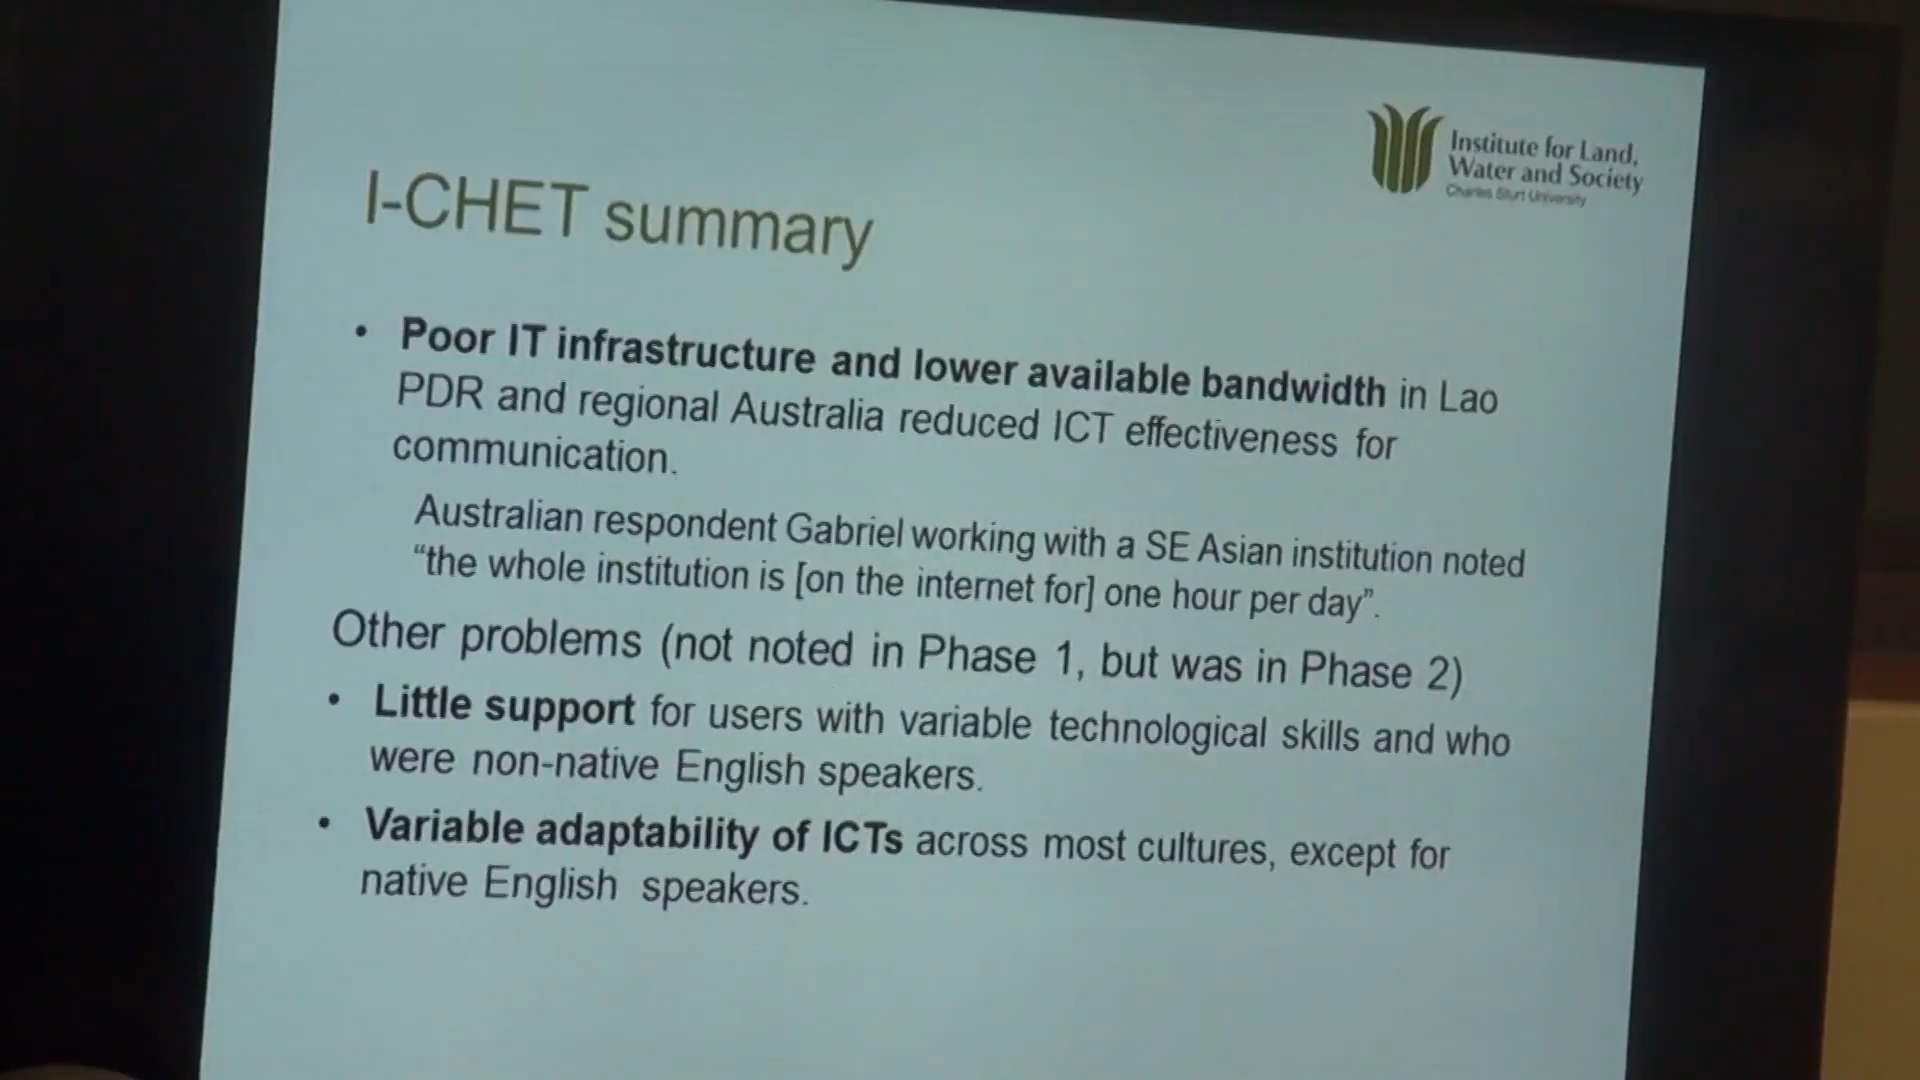 Institute for Land,
Water and Society
Charles Sturt University
I-CHET summary
• Poor IT infrastructure and lower available bandwidth in Lao
PDR and regional Australia reduced ICT effectiveness for
communication.
Australian respondent Gabriel working with a SE Asian institution noted
“the whole institution is [on the internet for] one hour per day”.
Other problems (not noted in Phase 1, but was in Phase 2)
• Little support for users with variable technological skills and who
were non-native English speakers.
• Variable adaptability of ICTs across most cultures, except for
native English speakers.